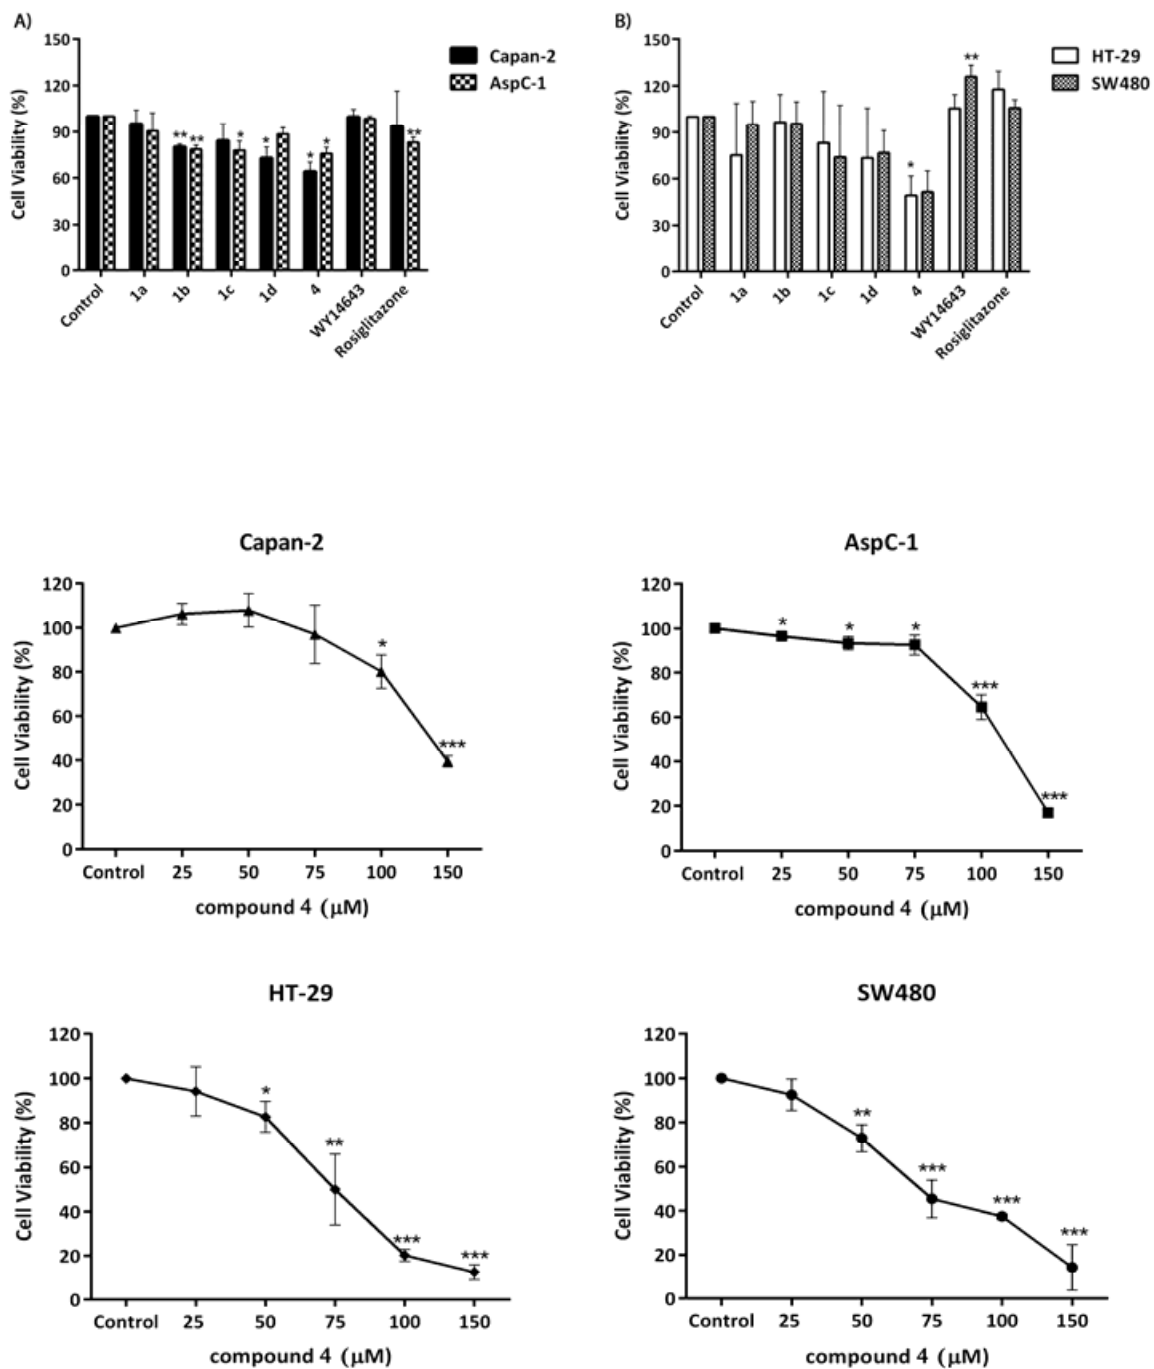 A)
150
120
90
60
30
0
Cell Viability (%)
Capan-2
AspC-1
** **
*
*
*
*
**
Control
1a
1b
1c
1d
4
WY14643
Rosiglitazone
B)
150
120
90
60
30
0
Cell Viability (%)
HT-29
SW480
*
**
Control
1a
1b
1c
1d
4
WY14643
Rosiglitazone
Capan-2
120
100
80
60
40
20
0
Cell Viability (%)
*
***
Control 25 50 75 100 150
compound 4 (μM)
AspC-1
120
100
80
60
40
20
0
Cell Viability (%)
*
*
*
***
***
Control 25 50 75 100 150
compound 4 (μM)
HT-29
120
100
80
60
40
20
0
Cell Viability (%)
*
**
***
***
Control 25 50 75 100 150
compound 4 (μM)
SW480
120
100
80
60
40
20
0
Cell Viability (%)
**
***
***
***
Control 25 50 75 100 150
compound 4 (μM)